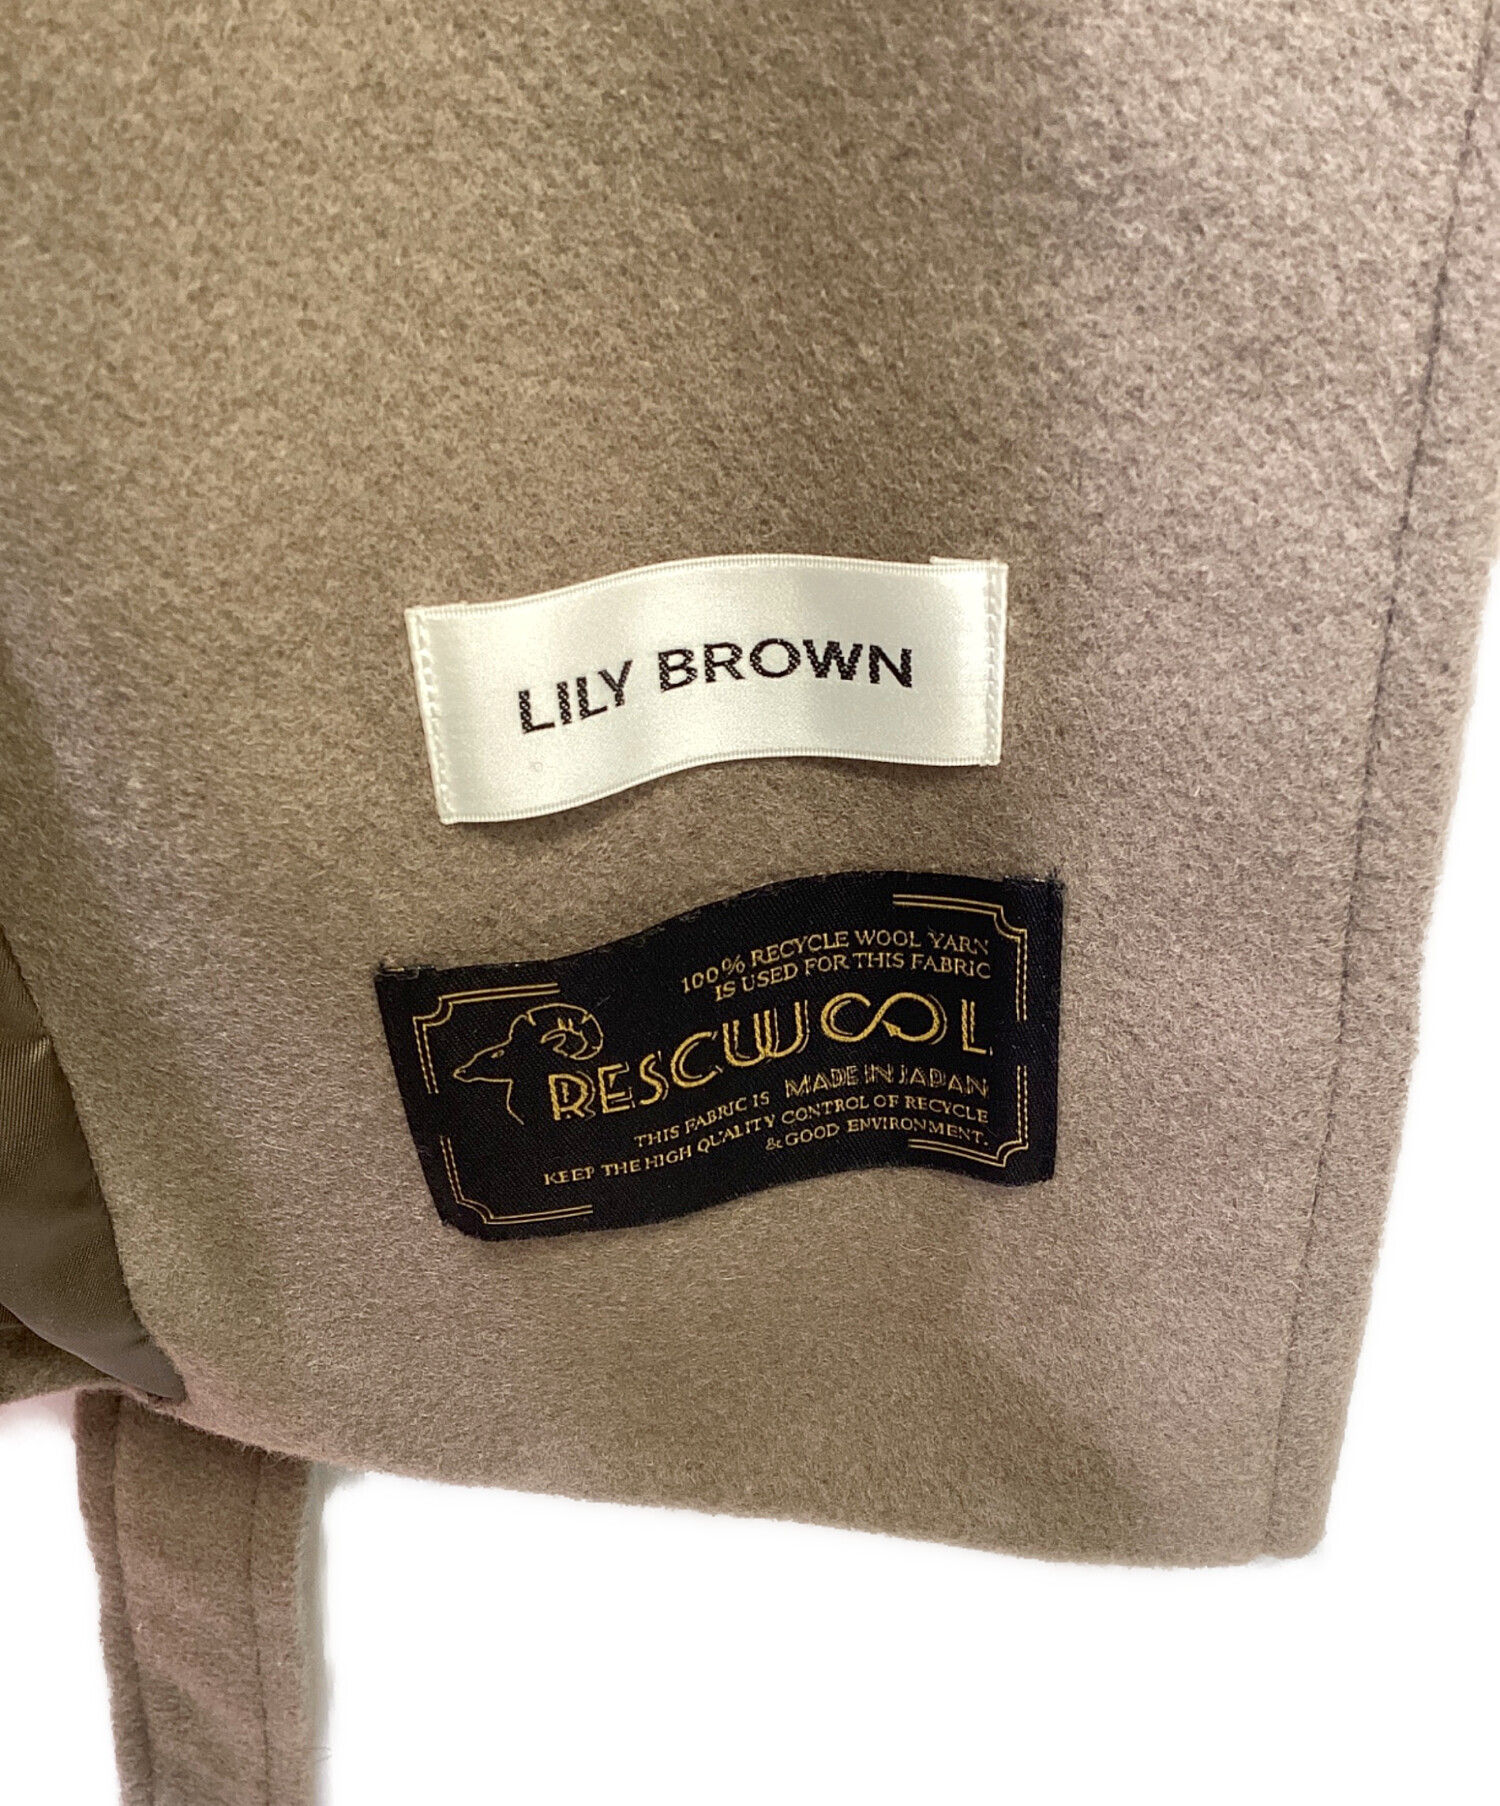 LILY BROWN
100% RECYCLE WOOL YARN
IS USED FOR THIS FABRIC
RESCWOOL
THIS FABRIC IS MADE IN JAPAN
KEEP THE HIGH QUALITY CONTROL OF RECYCLE
& GOOD ENVIRONMENT.